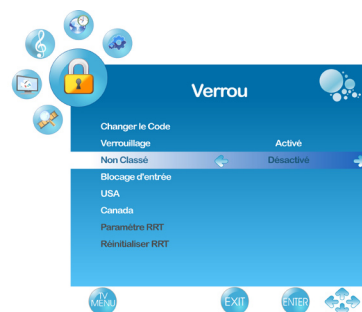 Verrou
Changer le Code
Verrouillage Activé
Non Classé Désactivé
Blocage d'entrée
USA
Canada
Paramètre RRT
Réinitialiser RRT
TV MENU EXIT ENTER